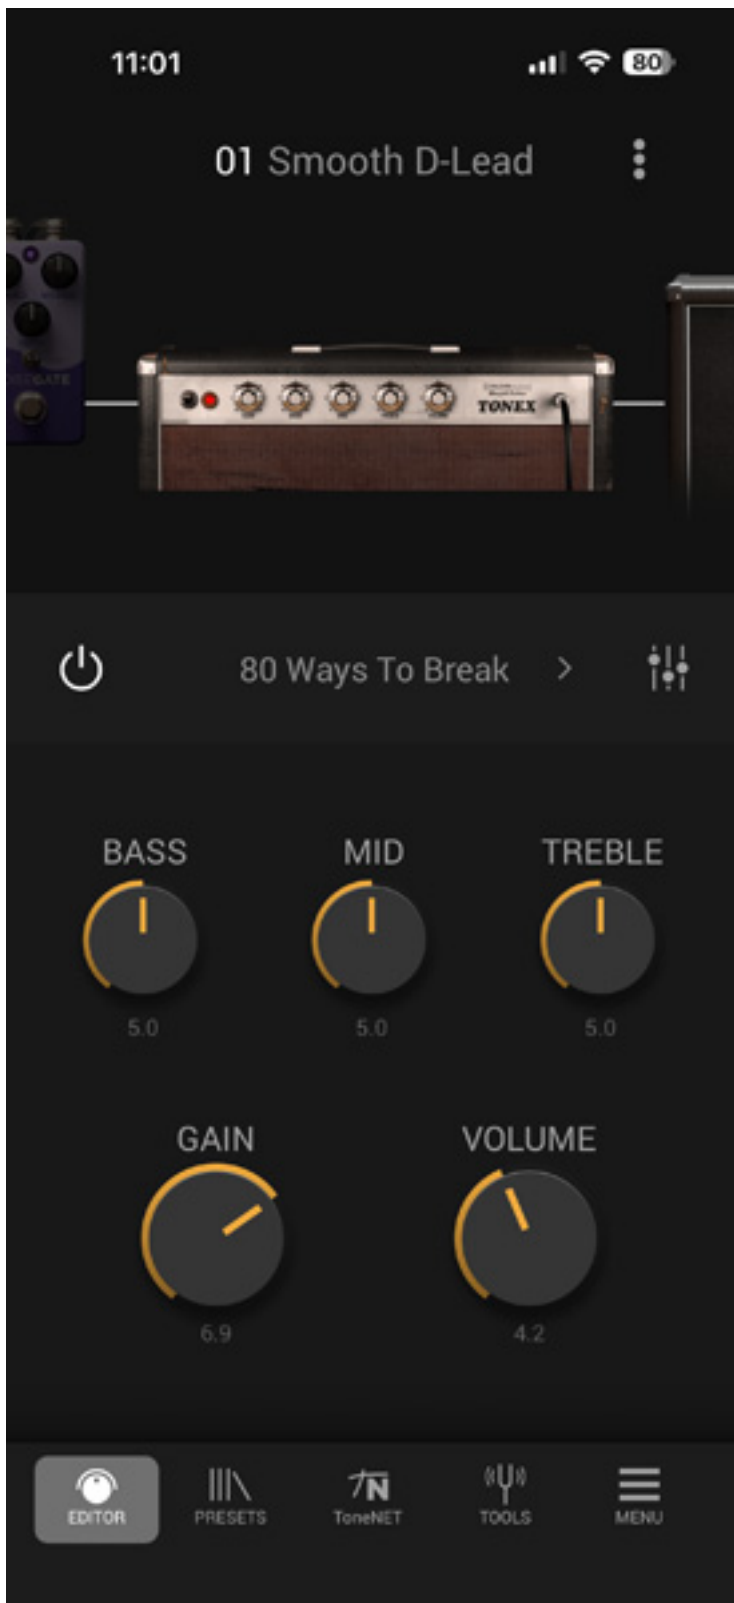 11:01
80
01 Smooth D-Lead
GATE
TONEX
80 Ways To Break
BASS MID TREBLE
5.0 5.0 5.0
GAIN VOLUME
6.9 4.2
EDITOR PRESETS ToneNET TOOLS MENU